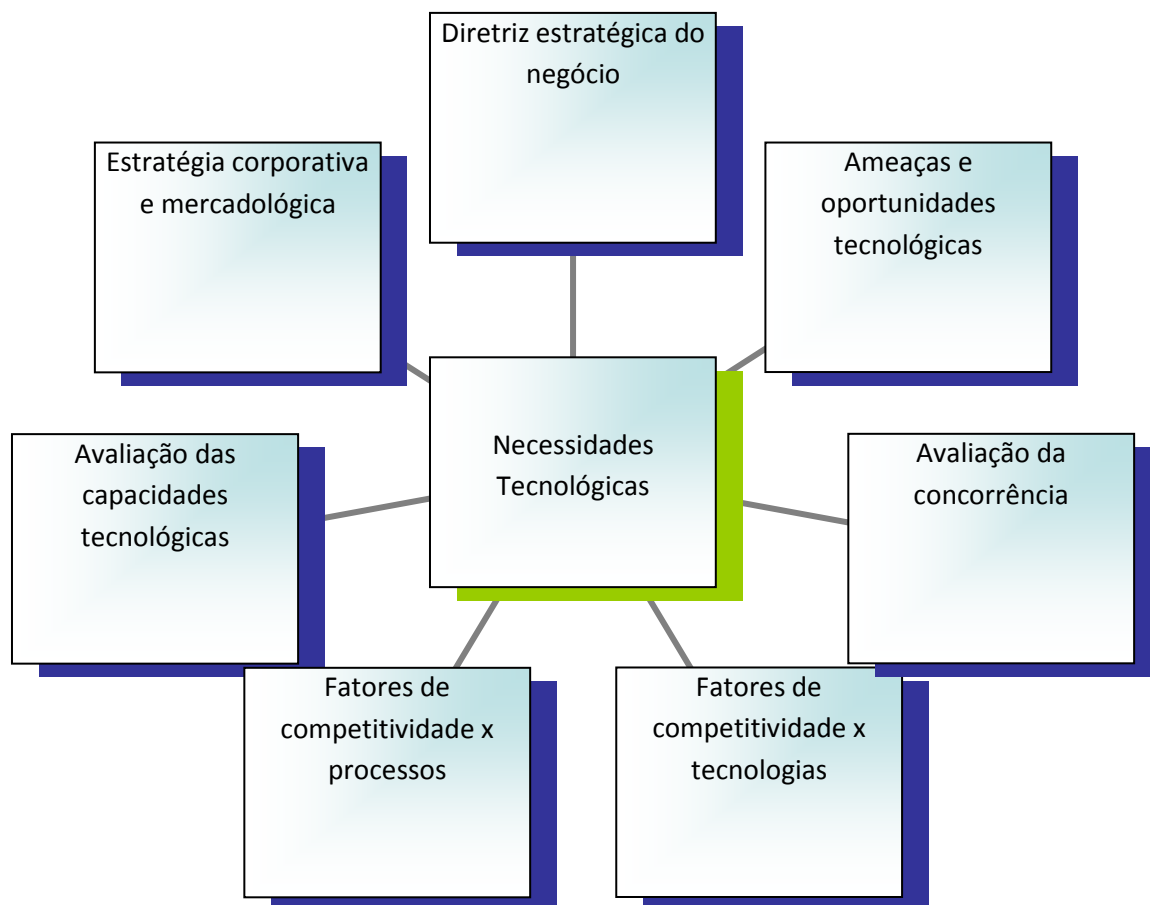 Diretriz estratégica do
negócio
Estratégia corporativa
e mercadológica
Ameaças e
oportunidades
tecnológicas
Necessidades
Tecnológicas
Avaliação das
capacidades
tecnológicas
Avaliação da
concorrência
Fatores de
competitividade x
processos
Fatores de
competitividade x
tecnologias